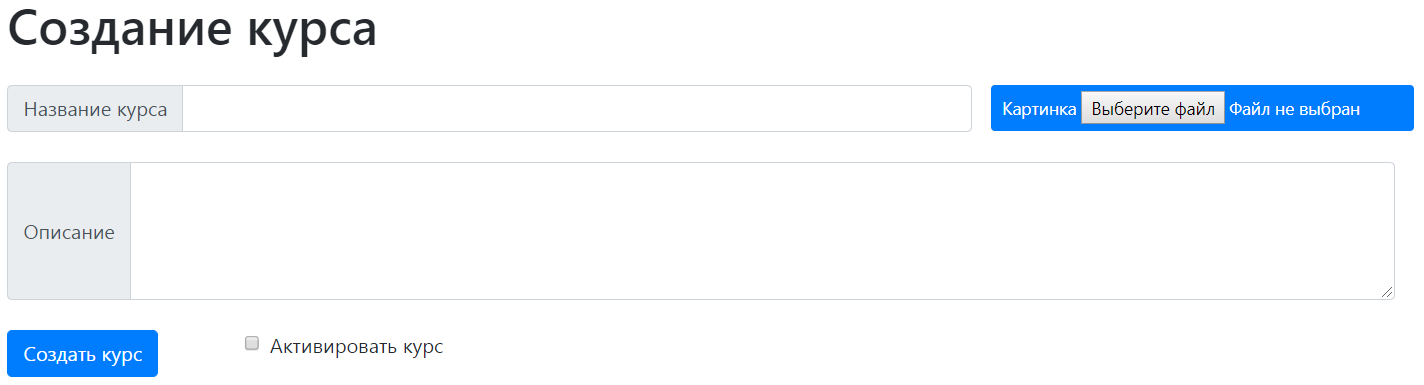 Создание курса
Название курса
Картинка Выберите файл Файл не выбран
Описание
Создать курс
Активировать курс